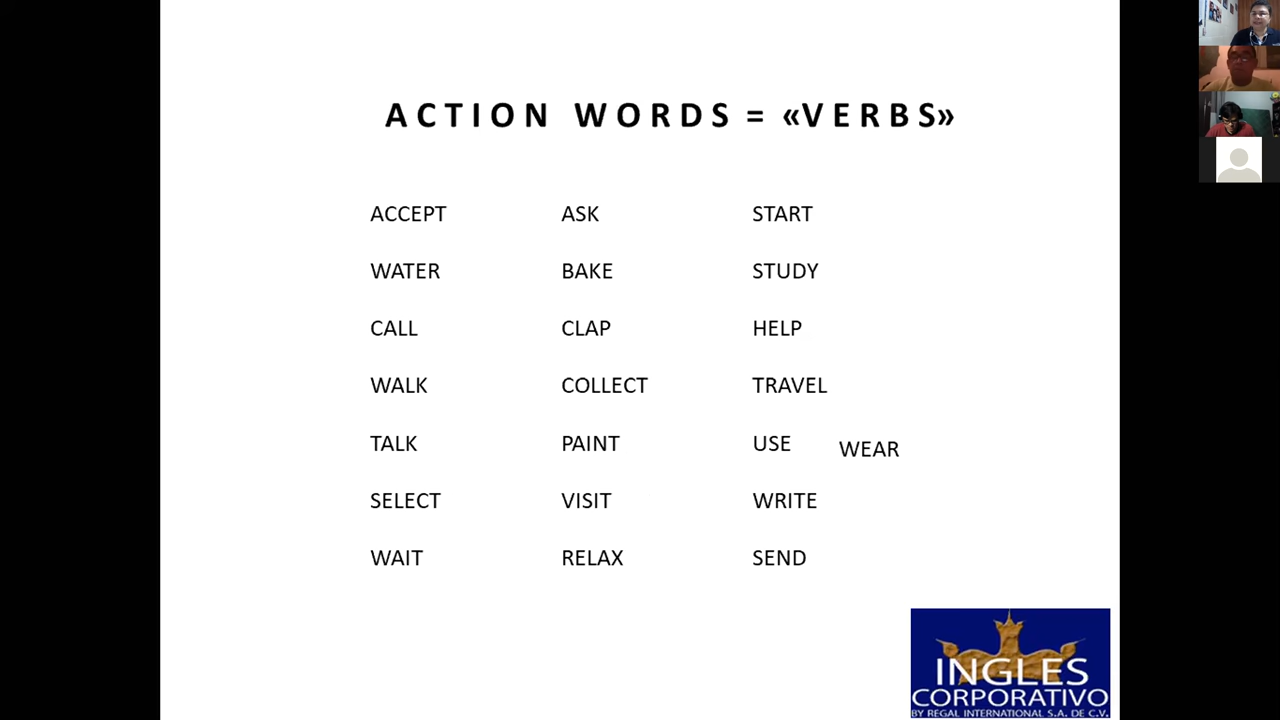 ACTION WORDS = «VERBS»
ACCEPT ASK START
WATER BAKE STUDY
CALL CLAP HELP
WALK COLLECT TRAVEL
TALK PAINT USE WEAR
SELECT VISIT WRITE
WAIT RELAX SEND
INGLES
CORPORATIVO
BY REGAL INTERNATIONAL S.A. DE C.V.